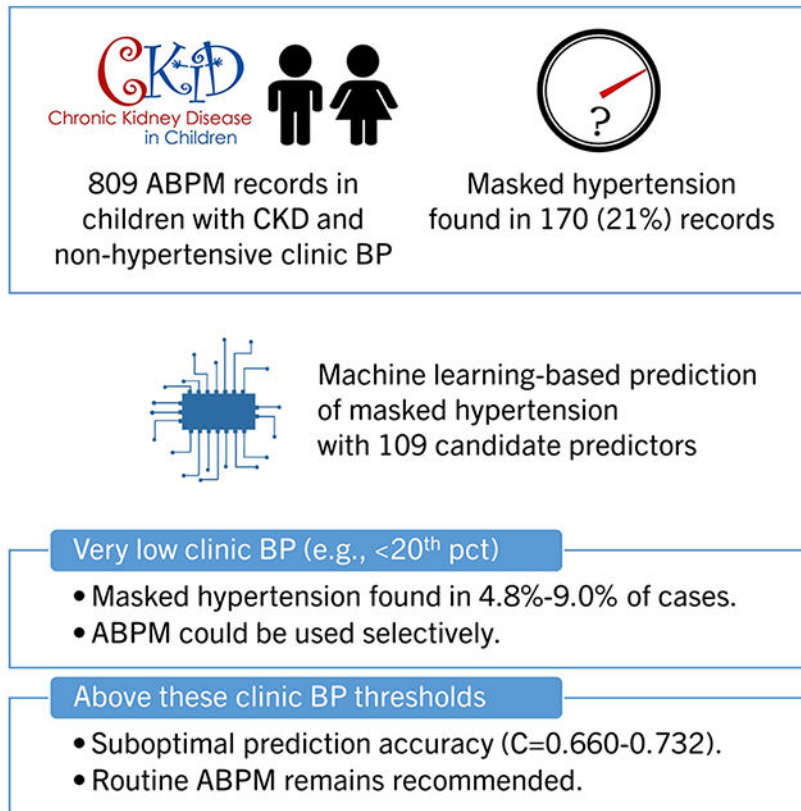 CKiD
Chronic Kidney Disease
in Children
809 ABPM records in
children with CKD and
non-hypertensive clinic BP
?
Masked hypertension
found in 170 (21%) records
Machine learning-based prediction
of masked hypertension
with 109 candidate predictors
Very low clinic BP (e.g., <20th pct)
• Masked hypertension found in 4.8%-9.0% of cases.
• ABPM could be used selectively.
Above these clinic BP thresholds
• Suboptimal prediction accuracy (C=0.660-0.732).
• Routine ABPM remains recommended.